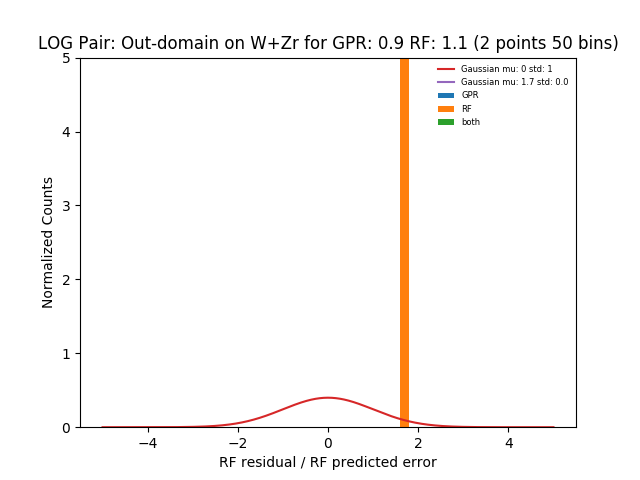 LOG Pair: Out-domain on W+Zr for GPR: 0.9 RF: 1.1 (2 points 50 bins)
Gaussian mu: 0 std: 1
Gaussian mu: 1.7 std: 0.0
GPR
RF
both
Normalized Counts
5
4
3
2
1
0
−4 −2 0 2 4
RF residual / RF predicted error